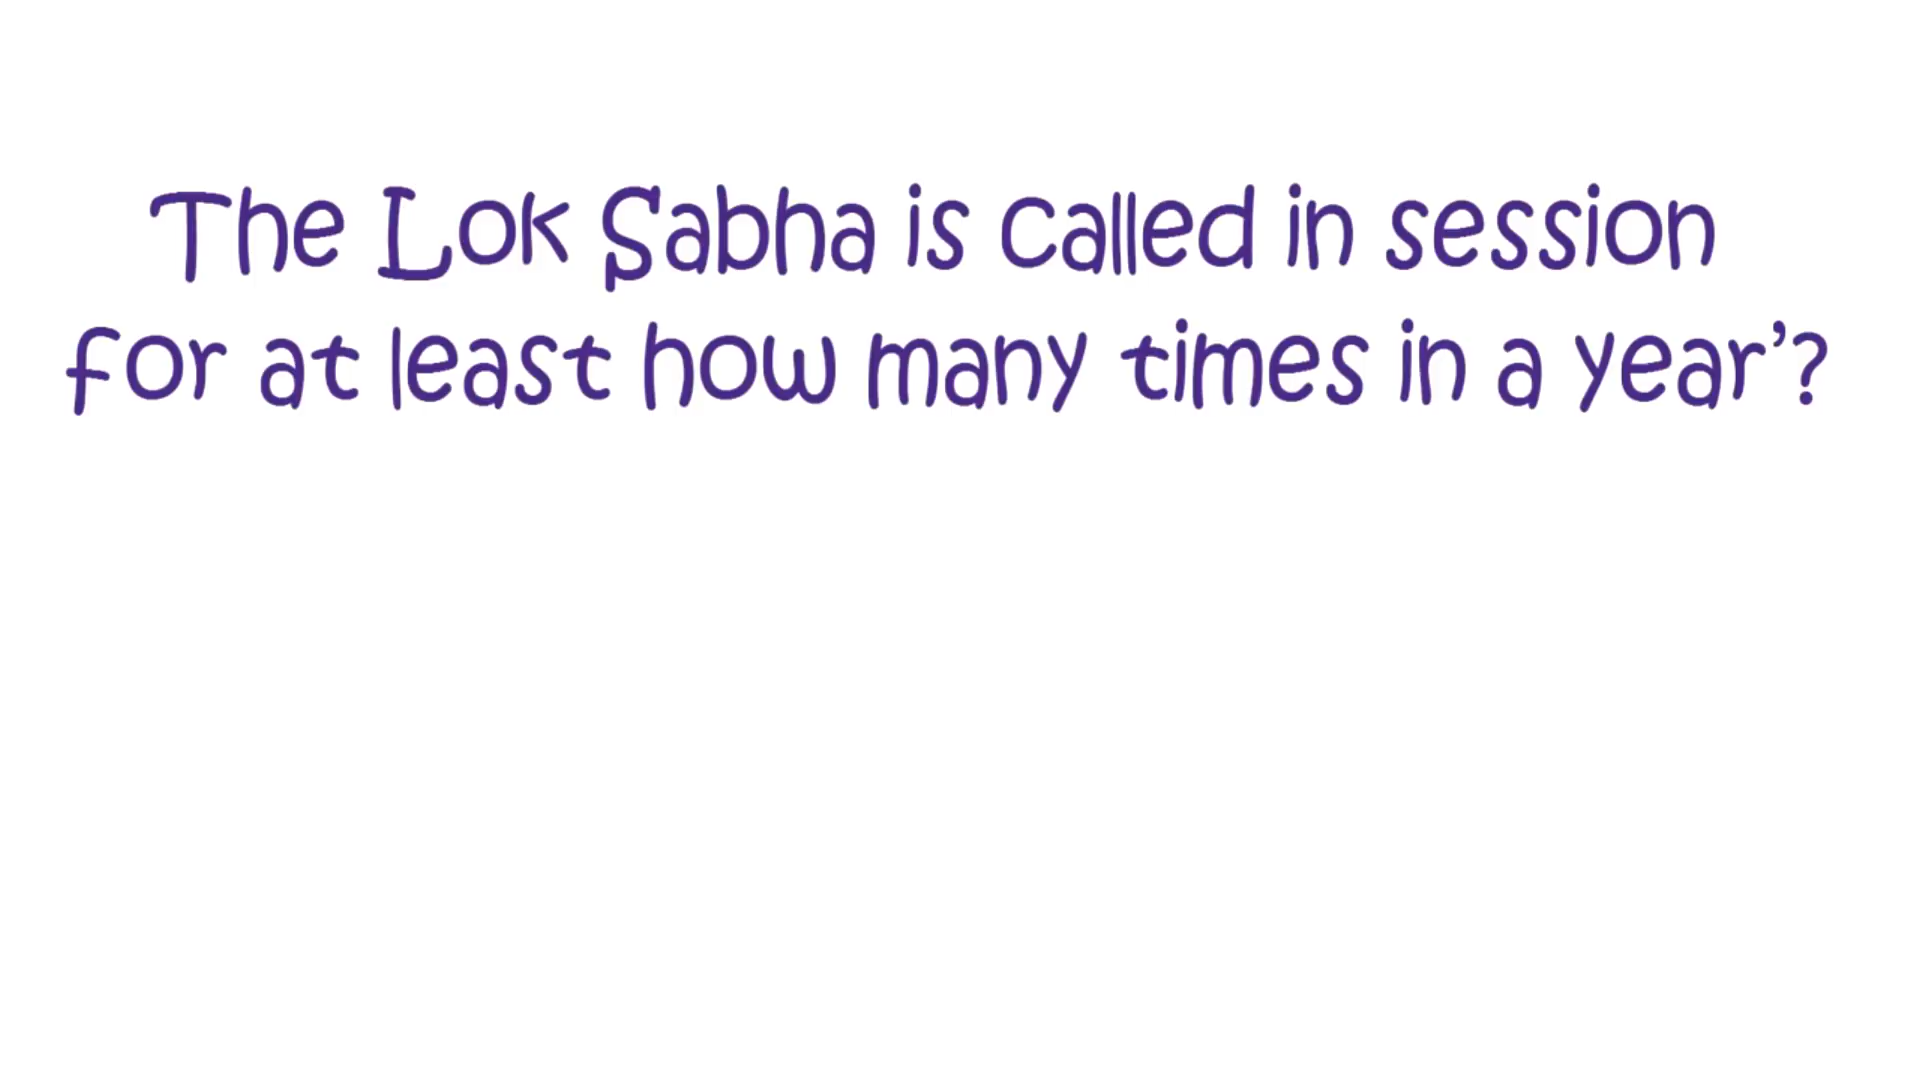 The Lok Sabha is called in session
for at least how many times in a year’?